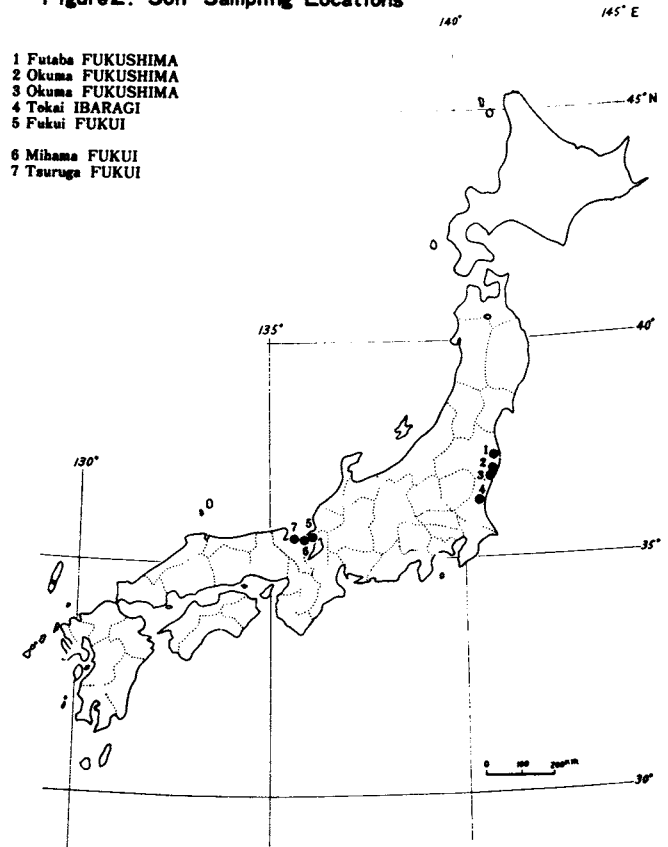 Figure2. Soil Sampling Locations
140°
145° E
1 Futaba FUKUSHIMA
2 Okuma FUKUSHIMA
3 Okuma FUKUSHIMA
4 Tokai IBARAGI
5 Fukui FUKUI
6 Mihama FUKUI
7 Tsuruga FUKUI
45° N
135°
40°
1
2
3
4
130°
7 5
6
35°
0 100 200km
30°